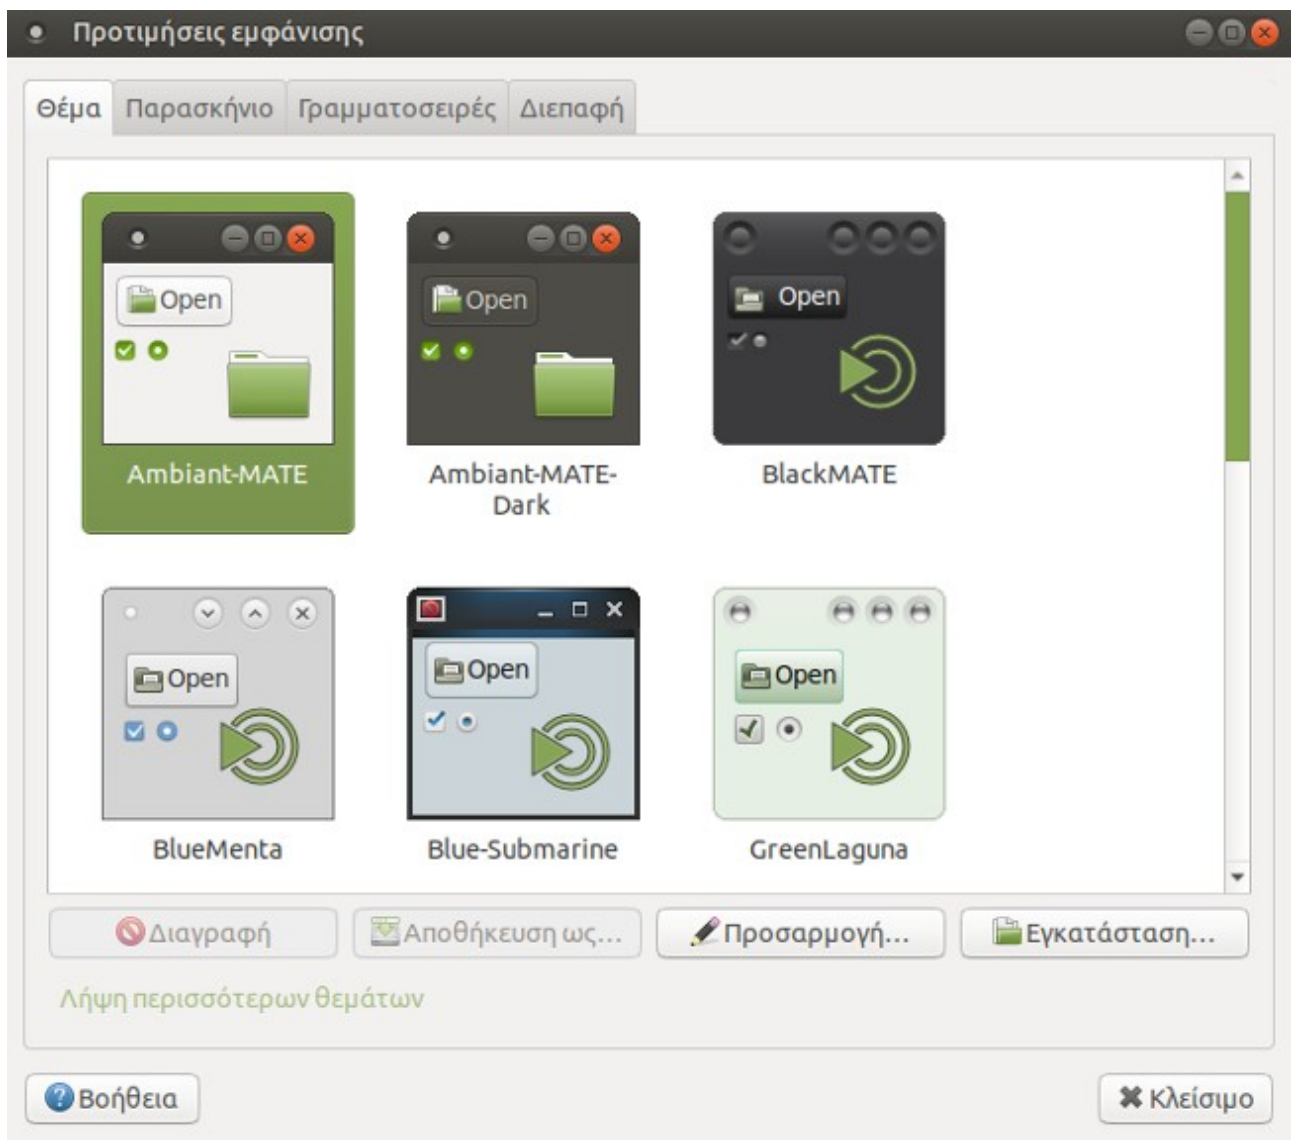 Προτιμήσεις εμφάνισης
Θέμα Παρασκήνιο Γραμματοσειρές Διεπαφή
Open Open Open
Ambiant-MATE Ambiant-MATE- BlackMATE
Dark
Open Open Open
BlueMenta Blue-Submarine GreenLaguna
Διαγραφή Αποθήκευση ως... Προσαρμογή... Εγκατάσταση...
Λήψη περισσότερων θεμάτων
Βοήθεια Κλείσιμο